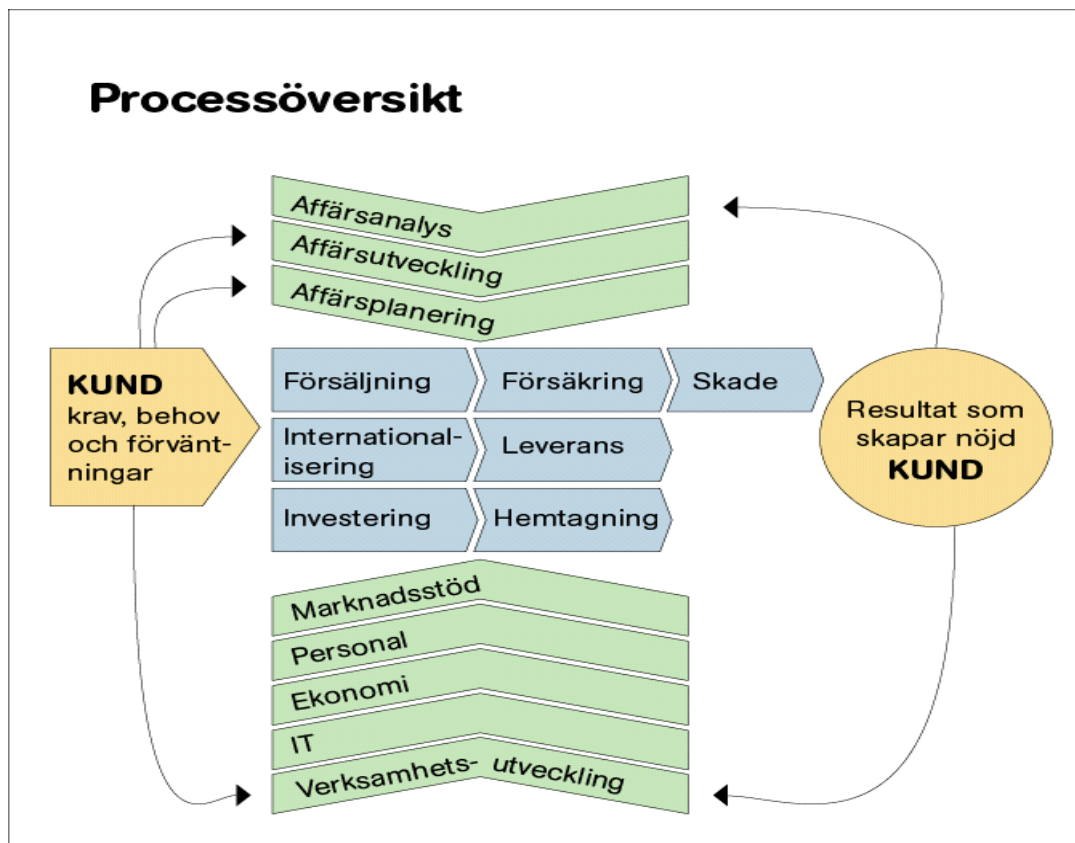 Processöversikt
Affärsanalys
Affärsutveckling
Affärsplanering
KUND
krav, behov
och förvänt-
ningar
Försäljning
Försäkring
Skade
International-
isering
Leverans
Investering
Hemtagning
Resultat som
skapar nöjd
KUND
Marknadsstöd
Personal
Ekonomi
IT
Verksamhets- utveckling